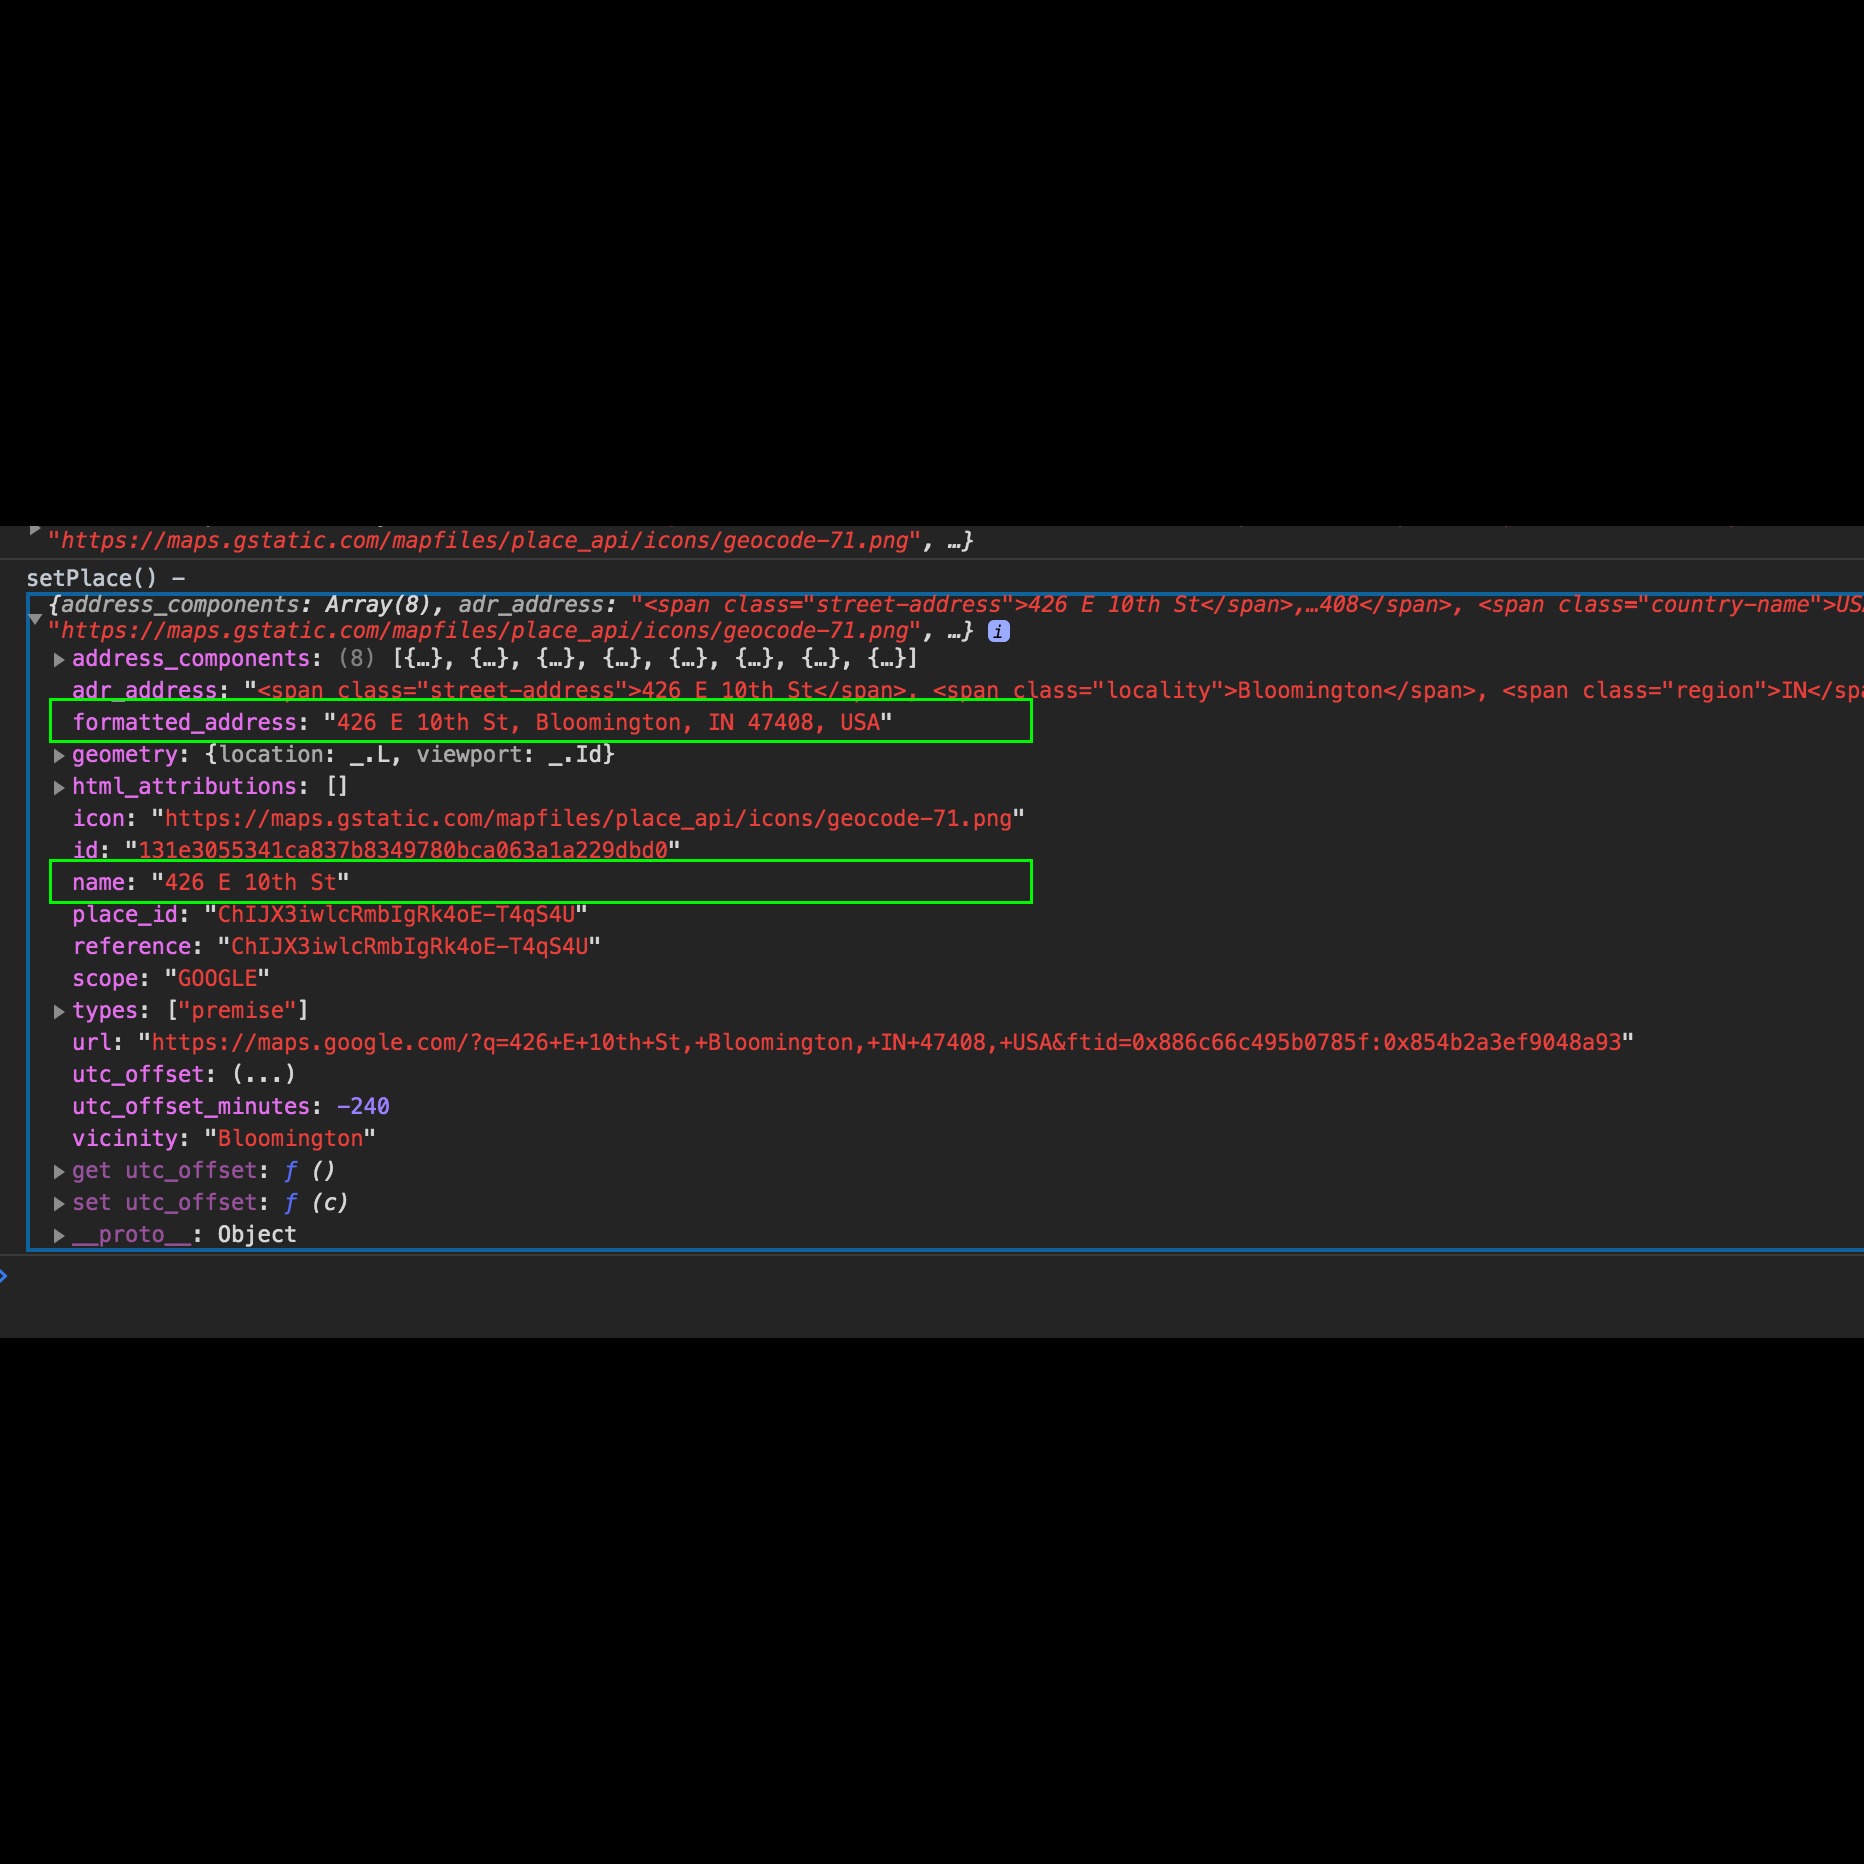 "https://maps.gstatic.com/mapfiles/place_api/icons/geocode-71.png", …}
setPlace() –
{address_components: Array(8), adr_address: "<span class="street-address">426 E 10th St</span>,…408</span>, <span class="country-name">USA
"https://maps.gstatic.com/mapfiles/place_api/icons/geocode-71.png", …} i
address_components: (8) [{…}, {…}, {…}, {…}, {…}, {…}, {…}, {…}]
adr_address: "<span class="street-address">426 E 10th St</span>, <span class="locality">Bloomington</span>, <span class="region">IN</spa
formatted_address: "426 E 10th St, Bloomington, IN 47408, USA"
geometry: {location: _.L, viewport: _.Id}
html_attributions: []
icon: "https://maps.gstatic.com/mapfiles/place_api/icons/geocode-71.png"
id: "131e3055341ca837b8349780bca063a1a229dbd0"
name: "426 E 10th St"
place_id: "ChIJX3iwlcRmbIgRk4oE-T4qS4U"
reference: "ChIJX3iwlcRmbIgRk4oE-T4qS4U"
scope: "GOOGLE"
types: ["premise"]
url: "https://maps.google.com/?q=426+E+10th+St,+Bloomington,+IN+47408,+USA&ftid=0x886c66c495b0785f:0x854b2a3ef9048a93"
utc_offset: (...)
utc_offset_minutes: -240
vicinity: "Bloomington"
get utc_offset: ƒ ()
set utc_offset: ƒ (c)
__proto__: Object